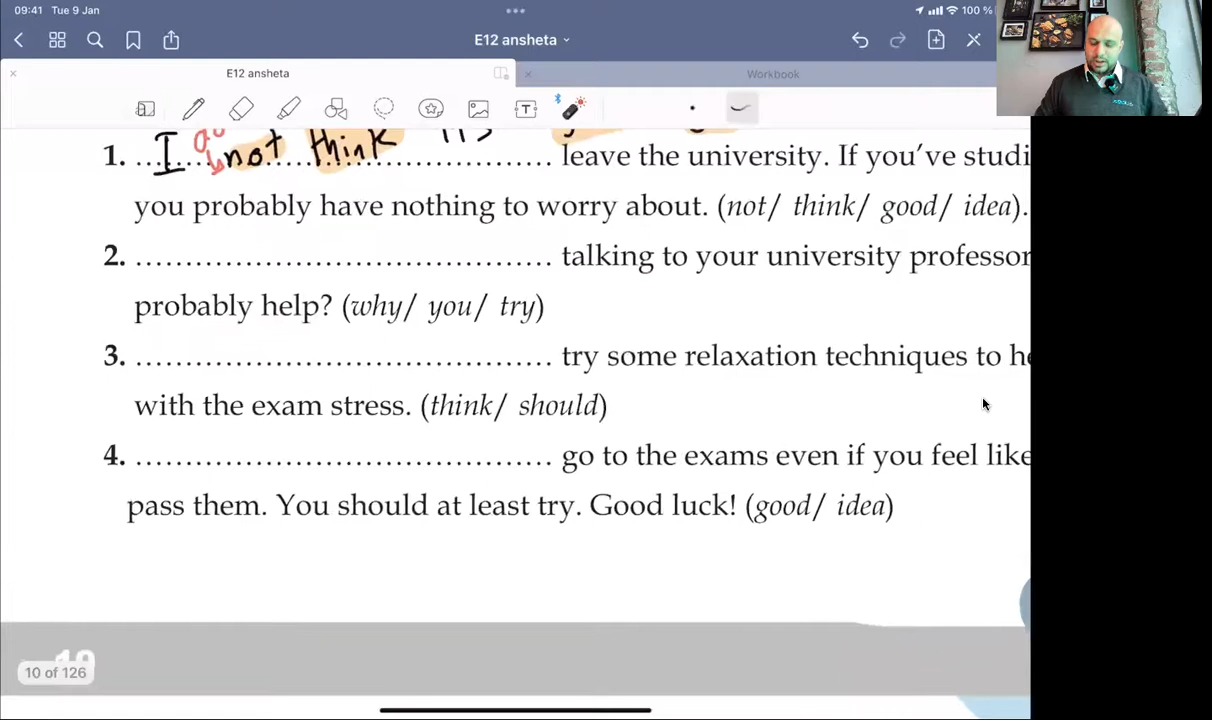 09:41 Tue 9 Jan
100 %
E12 ansheta
E12 ansheta
Workbook
I do not think it's
1. leave the university. If you've studi
you probably have nothing to worry about. (not/ think/ good/ idea).
2. ........................................ talking to your university professor
probably help? (why/ you/ try)
3. ........................................ try some relaxation techniques to he
with the exam stress. (think/ should)
4. ........................................ go to the exams even if you feel like
pass them. You should at least try. Good luck! (good/ idea)
10 of 126